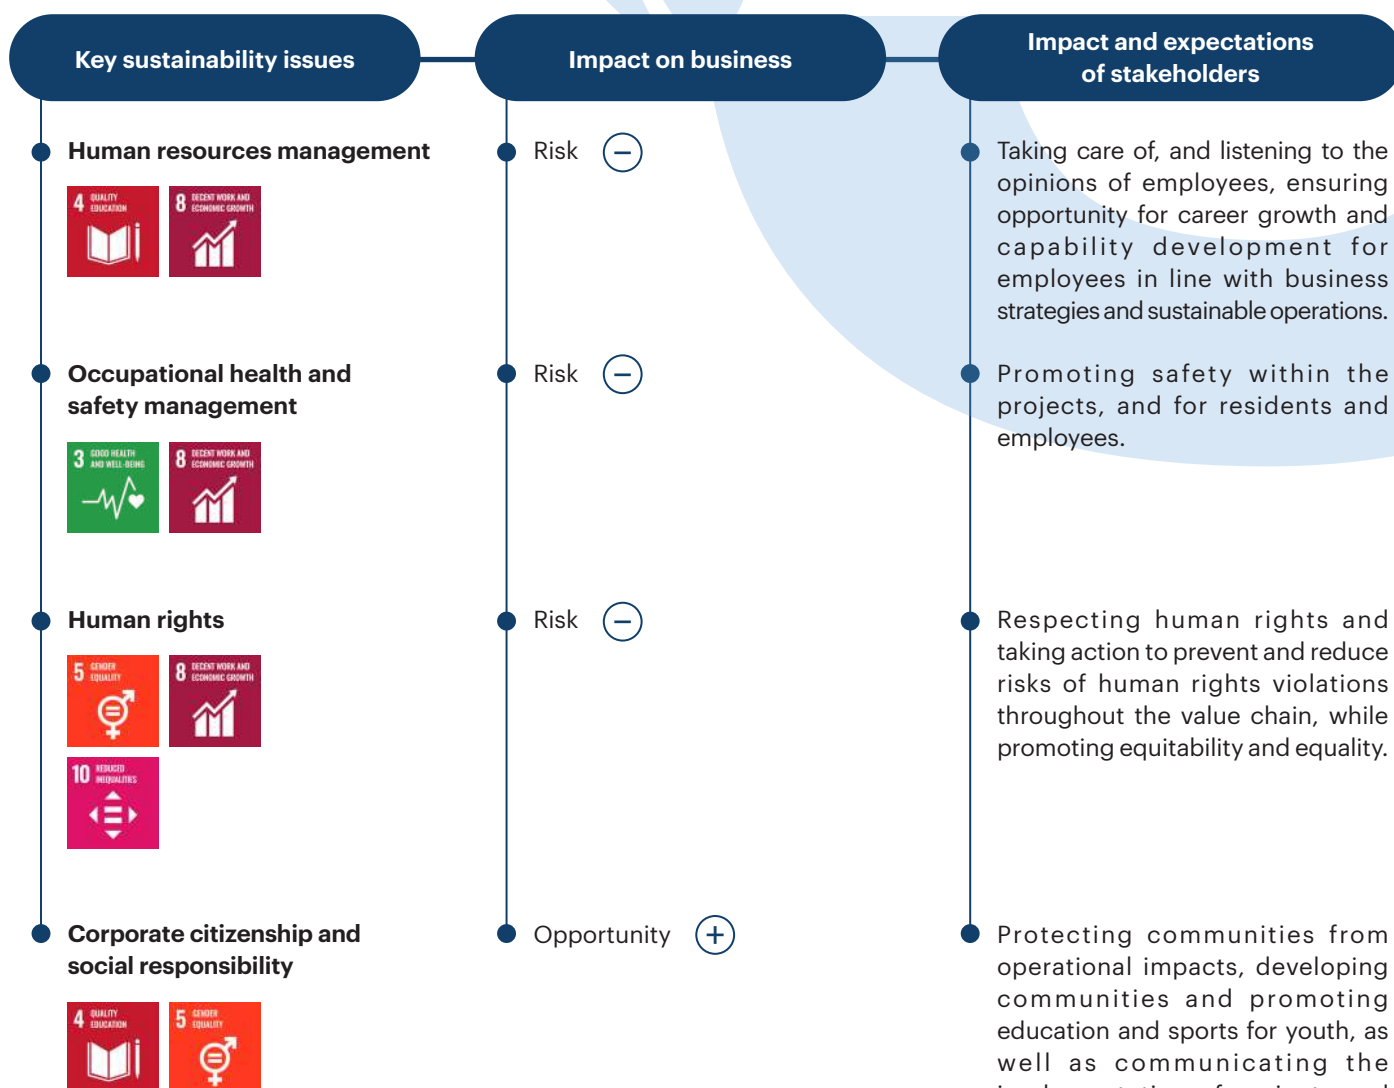 Key sustainability issues
Impact on business
Impact and expectations
of stakeholders
Human resources management
4 QUALITY
EDUCATION
8 DECENT WORK AND
ECONOMIC GROWTH
Risk
Taking care of, and listening to the
opinions of employees, ensuring
opportunity for career growth and
capability development for
employees in line with business
strategies and sustainable operations.
Occupational health and
safety management
3 GOOD HEALTH
AND WELL-BEING
8 DECENT WORK AND
ECONOMIC GROWTH
Risk
Promoting safety within the
projects, and for residents and
employees.
Human rights
5 GENDER
EQUALITY
8 DECENT WORK AND
ECONOMIC GROWTH
10 REDUCED
INEQUALITIES
Risk
Respecting human rights and
taking action to prevent and reduce
risks of human rights violations
throughout the value chain, while
promoting equitability and equality.
Corporate citizenship and
social responsibility
4 QUALITY
EDUCATION
5 GENDER
EQUALITY
Opportunity
Protecting communities from
operational impacts, developing
communities and promoting
education and sports for youth, as
well as communicating the